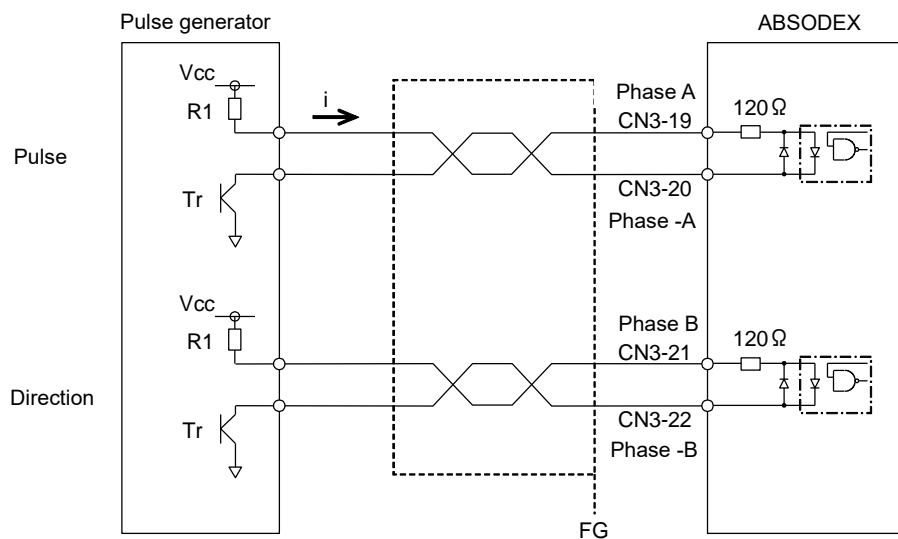 Pulse generator
ABSODEX
Vcc
R1
i
Phase A
CN3-19
120Ω
Pulse
Tr
CN3-20
Phase -A
Vcc
R1
Phase B
CN3-21
120Ω
Direction
Tr
CN3-22
Phase -B
FG